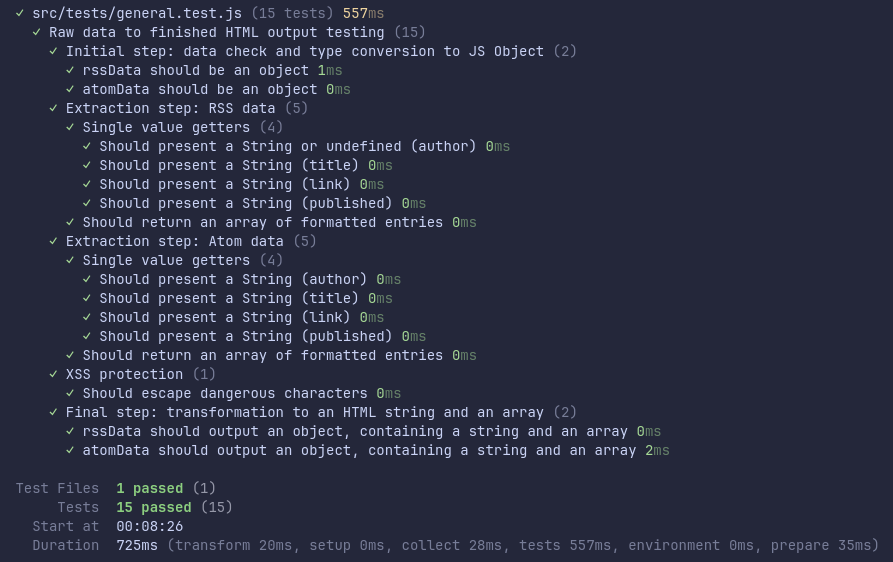 ✓ src/tests/general.test.js (15 tests) 557ms
✓ Raw data to finished HTML output testing (15)
✓ Initial step: data check and type conversion to JS Object (2)
✓ rssData should be an object 1ms
✓ atomData should be an object 0ms
✓ Extraction step: RSS data (5)
✓ Single value getters (4)
✓ Should present a String or undefined (author) 0ms
✓ Should present a String (title) 0ms
✓ Should present a String (link) 0ms
✓ Should present a String (published) 0ms
✓ Should return an array of formatted entries 0ms
✓ Extraction step: Atom data (5)
✓ Single value getters (4)
✓ Should present a String (author) 0ms
✓ Should present a String (title) 0ms
✓ Should present a String (link) 0ms
✓ Should present a String (published) 0ms
✓ Should return an array of formatted entries 0ms
✓ XSS protection (1)
✓ Should escape dangerous characters 0ms
✓ Final step: transformation to an HTML string and an array (2)
✓ rssData should output an object, containing a string and an array 0ms
✓ atomData should output an object, containing a string and an array 2ms
Test Files 1 passed (1)
Tests 15 passed (15)
Start at 00:08:26
Duration 725ms (transform 20ms, setup 0ms, collect 28ms, tests 557ms, environment 0ms, prepare 35ms)